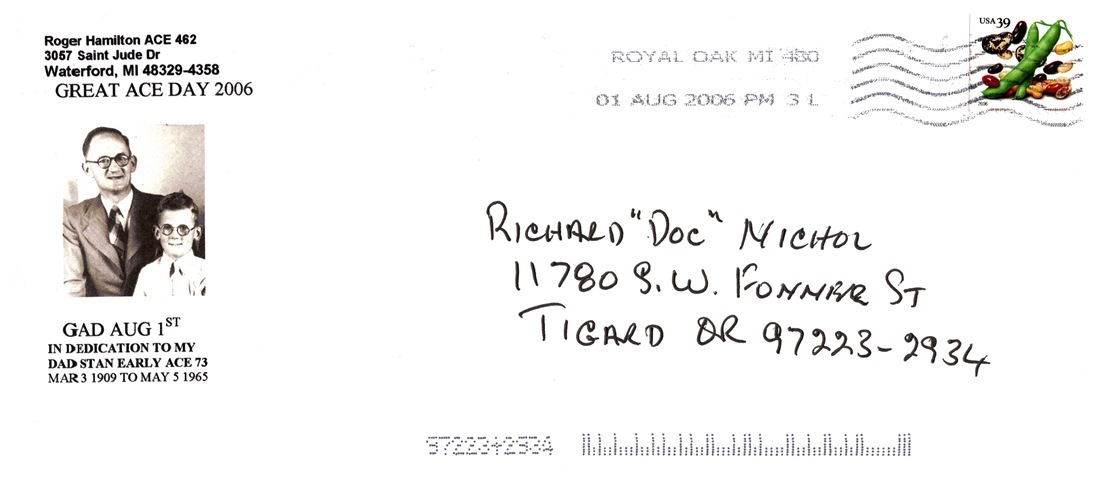 Roger Hamilton ACE 462
3057 Saint Jude Dr
Waterford, MI 48329-4358
GREAT ACE DAY 2006
ROYAL OAK MI 480
01 AUG 2006 PM 3 L
USA 39
2006
RICHARD "DOC" NICHOL
11780 S.W. FONNER ST
TIGARD OR 97223-2934
GAD AUG 1ST
IN DEDICATION TO MY
DAD STAN EARLY ACE 73
MAR 3 1909 TO MAY 5 1965
97223+2934